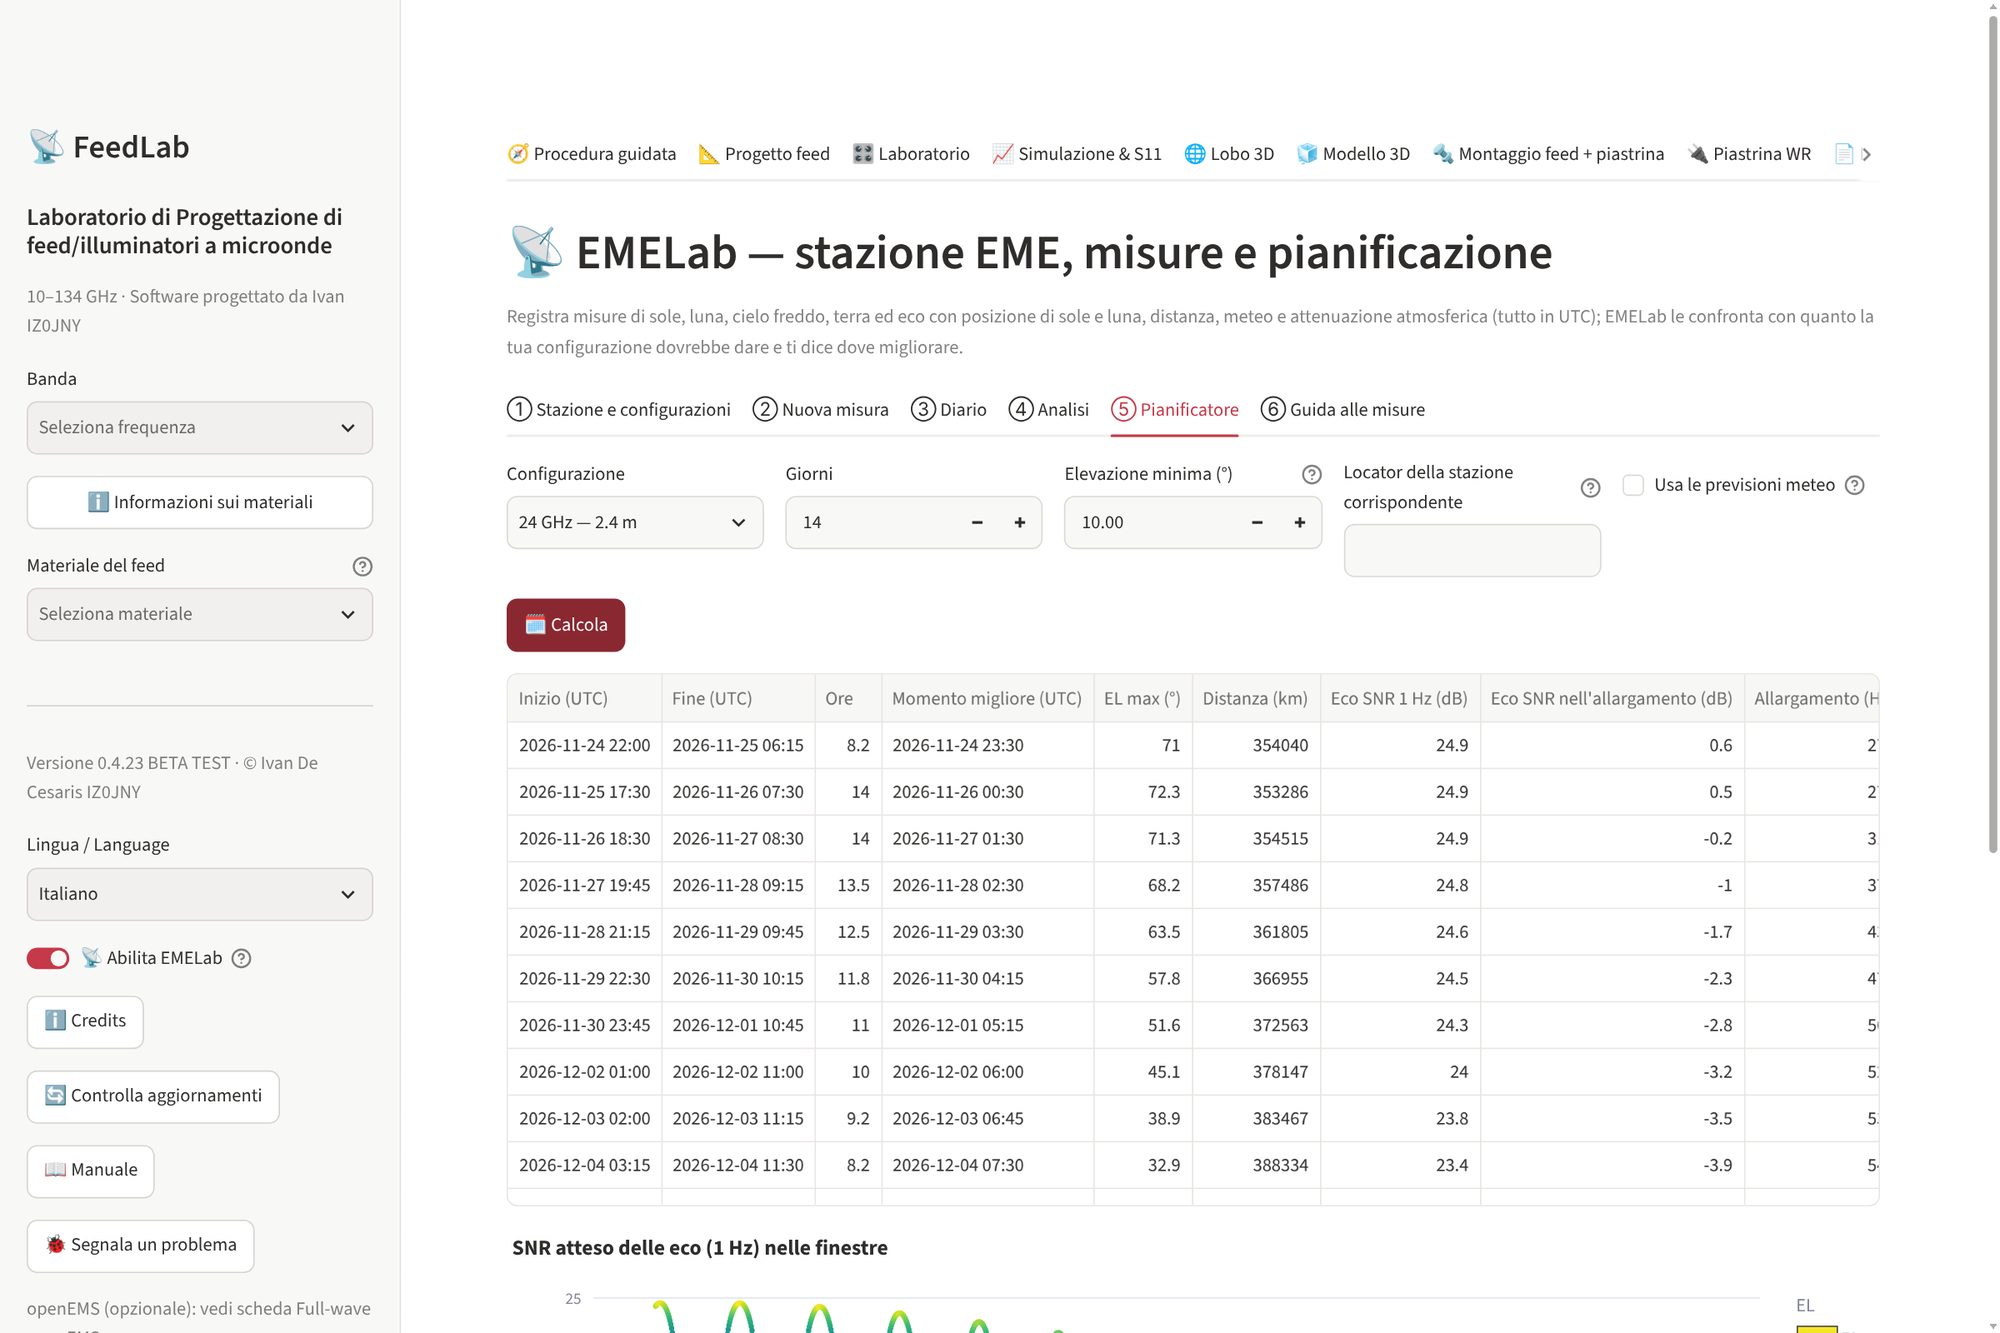 FeedLab
Laboratorio di Progettazione di
feed/illuminatori a microonde
10–134 GHz · Software progettato da Ivan
IZ0JNY
Banda
Seleziona frequenza
Informazioni sui materiali
Materiale del feed
Seleziona materiale
Versione 0.4.23 BETA TEST · © Ivan De
Cesaris IZ0JNY
Lingua / Language
Italiano
Abilita EMELab
Credits
Controlla aggiornamenti
Manuale
Segnala un problema
openEMS (opzionale): vedi scheda Full-wave
Procedura guidata Progetto feed Laboratorio Simulazione & S11 Lobo 3D Modello 3D Montaggio feed + piastrina Piastrina WR
EMELab — stazione EME, misure e pianificazione
Registra misure di sole, luna, cielo freddo, terra ed eco con posizione di sole e luna, distanza, meteo e attenuazione atmosferica (tutto in UTC); EMELab le confronta con quanto la
tua configurazione dovrebbe dare e ti dice dove migliorare.
① Stazione e configurazioni ② Nuova misura ③ Diario ④ Analisi ⑤ Pianificatore ⑥ Guida alle misure
Configurazione
24 GHz — 2.4 m
Giorni
14
Elevazione minima (°)
10.00
Locator della stazione
corrispondente
Usa le previsioni meteo
Calcola
Inizio (UTC) Fine (UTC) Ore Momento migliore (UTC) EL max (°) Distanza (km) Eco SNR 1 Hz (dB) Eco SNR nell'allargamento (dB) Allargamento (H
2026-11-24 22:00 2026-11-25 06:15 8.2 2026-11-24 23:30 71 354040 24.9 0.6
2026-11-25 17:30 2026-11-26 07:30 14 2026-11-26 00:30 72.3 353286 24.9 0.5
2026-11-26 18:30 2026-11-27 08:30 14 2026-11-27 01:30 71.3 354515 24.9 -0.2
2026-11-27 19:45 2026-11-28 09:15 13.5 2026-11-28 02:30 68.2 357486 24.8 -1
2026-11-28 21:15 2026-11-29 09:45 12.5 2026-11-29 03:30 63.5 361805 24.6 -1.7
2026-11-29 22:30 2026-11-30 10:15 11.8 2026-11-30 04:15 57.8 366955 24.5 -2.3
2026-11-30 23:45 2026-12-01 10:45 11 2026-12-01 05:15 51.6 372563 24.3 -2.8
2026-12-02 01:00 2026-12-02 11:00 10 2026-12-02 06:00 45.1 378147 24 -3.2
2026-12-03 02:00 2026-12-03 11:15 9.2 2026-12-03 06:45 38.9 383467 23.8 -3.5
2026-12-04 03:15 2026-12-04 11:30 8.2 2026-12-04 07:30 32.9 388334 23.4 -3.9
SNR atteso delle eco (1 Hz) nelle finestre
25
EL